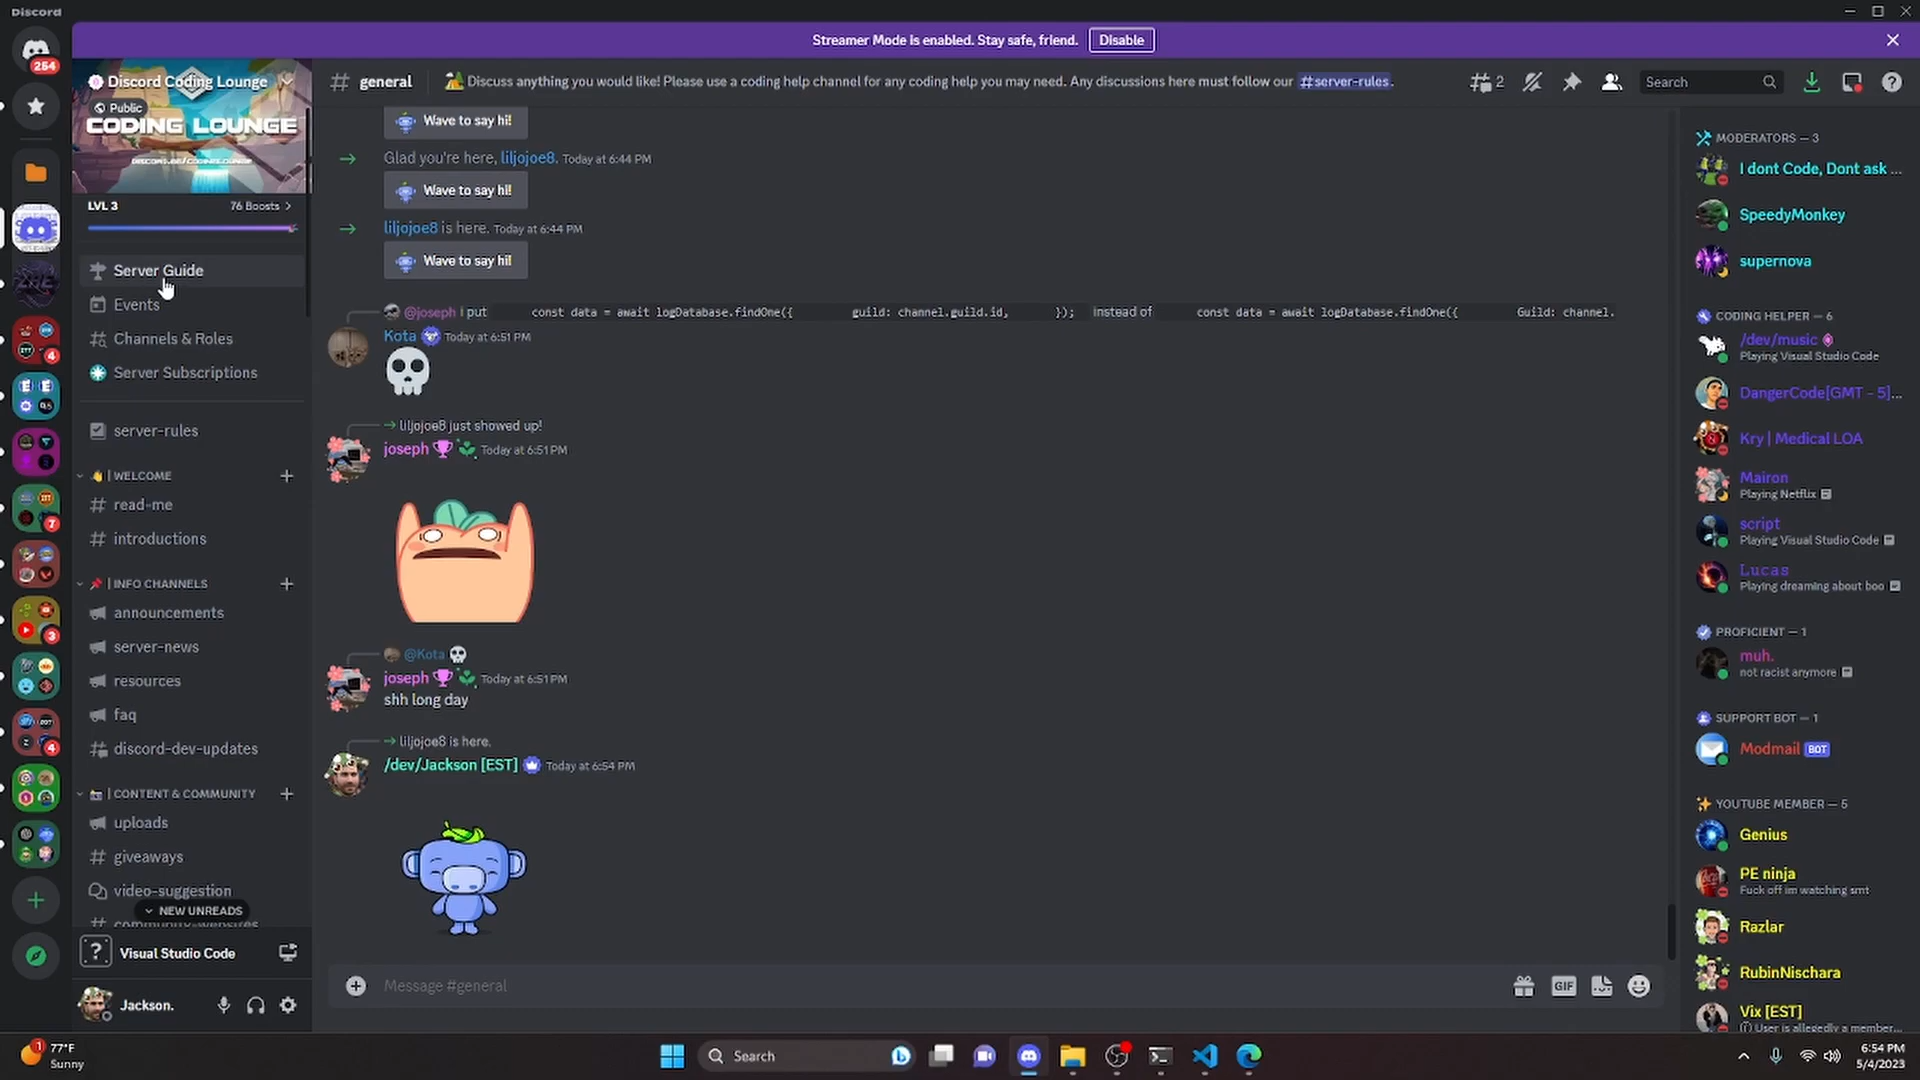 Discord
Streamer Mode is enabled. Stay safe, friend.
Disable
254
Discord Coding Lounge
Public
CODING LOUNGE
DISCORD.GG/CODINGLOUNGE
LVL 3
76 Boosts
Server Guide
Events
Channels & Roles
Server Subscriptions
server-rules
| WELCOME
read-me
introductions
| INFO CHANNELS
announcements
server-news
resources
faq
discord-dev-updates
| CONTENT & COMMUNITY
uploads
giveaways
video-suggestion
NEW UNREADS
4
7
3
4
Visual Studio Code
Jackson.
general
Discuss anything you would like! Please use a coding help channel for any coding help you may need. Any discussions here must follow our #server-rules.
2
Search
Wave to say hi!
Glad you're here, liljojoe8. Today at 6:44 PM
Wave to say hi!
liljojoe8 is here. Today at 6:44 PM
Wave to say hi!
@joseph i put const data = await logDatabase.findOne({ guild: channel.guild.id, }); instead of const data = await logDatabase.findOne({ Guild: channel.
Kota Today at 6:51 PM
liljojoe8 just showed up!
joseph Today at 6:51 PM
@Kota
joseph Today at 6:51 PM
shh long day
liljojoe8 is here.
/dev/Jackson [EST] Today at 6:54 PM
Message #general
GIF
MODERATORS — 3
I dont Code, Dont ask ...
SpeedyMonkey
supernova
CODING HELPER — 6
/dev/music
Playing Visual Studio Code
DangerCode[GMT - 5]...
Kry | Medical LOA
Mairon
Playing Netflix
script
Playing Visual Studio Code
Lucas
Playing dreaming about boo
PROFICIENT — 1
muh.
not racist anymore
SUPPORT BOT — 1
Modmail BOT
YOUTUBE MEMBER — 5
Genius
PE ninja
Fuck off im watching smt
Razlar
RubinNischara
Vix [EST]
User is allegedly a member...
1
77°F
Sunny
Search
6:54 PM
5/4/2023